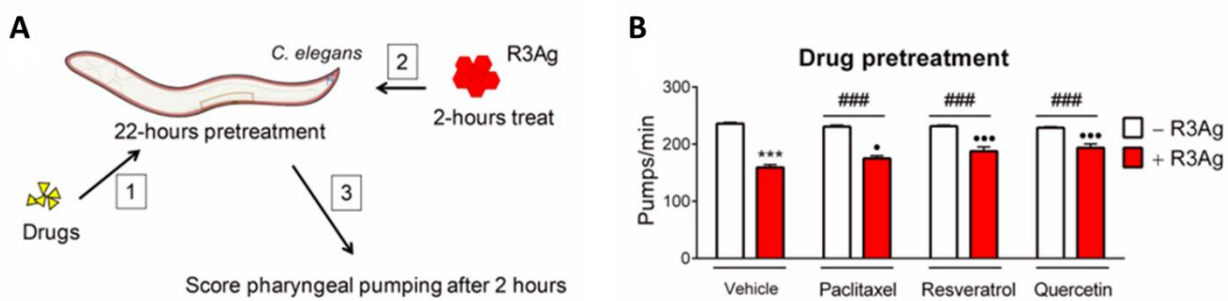 A
C. elegans
2
R3Ag
2-hours treat
22-hours pretreatment
1
3
Drugs
Score pharyngeal pumping after 2 hours
B
Drug pretreatment
300
200
100
0
Pumps/min
###
###
###
***
•
•••
•••
– R3Ag
+ R3Ag
Vehicle
Paclitaxel
Resveratrol
Quercetin